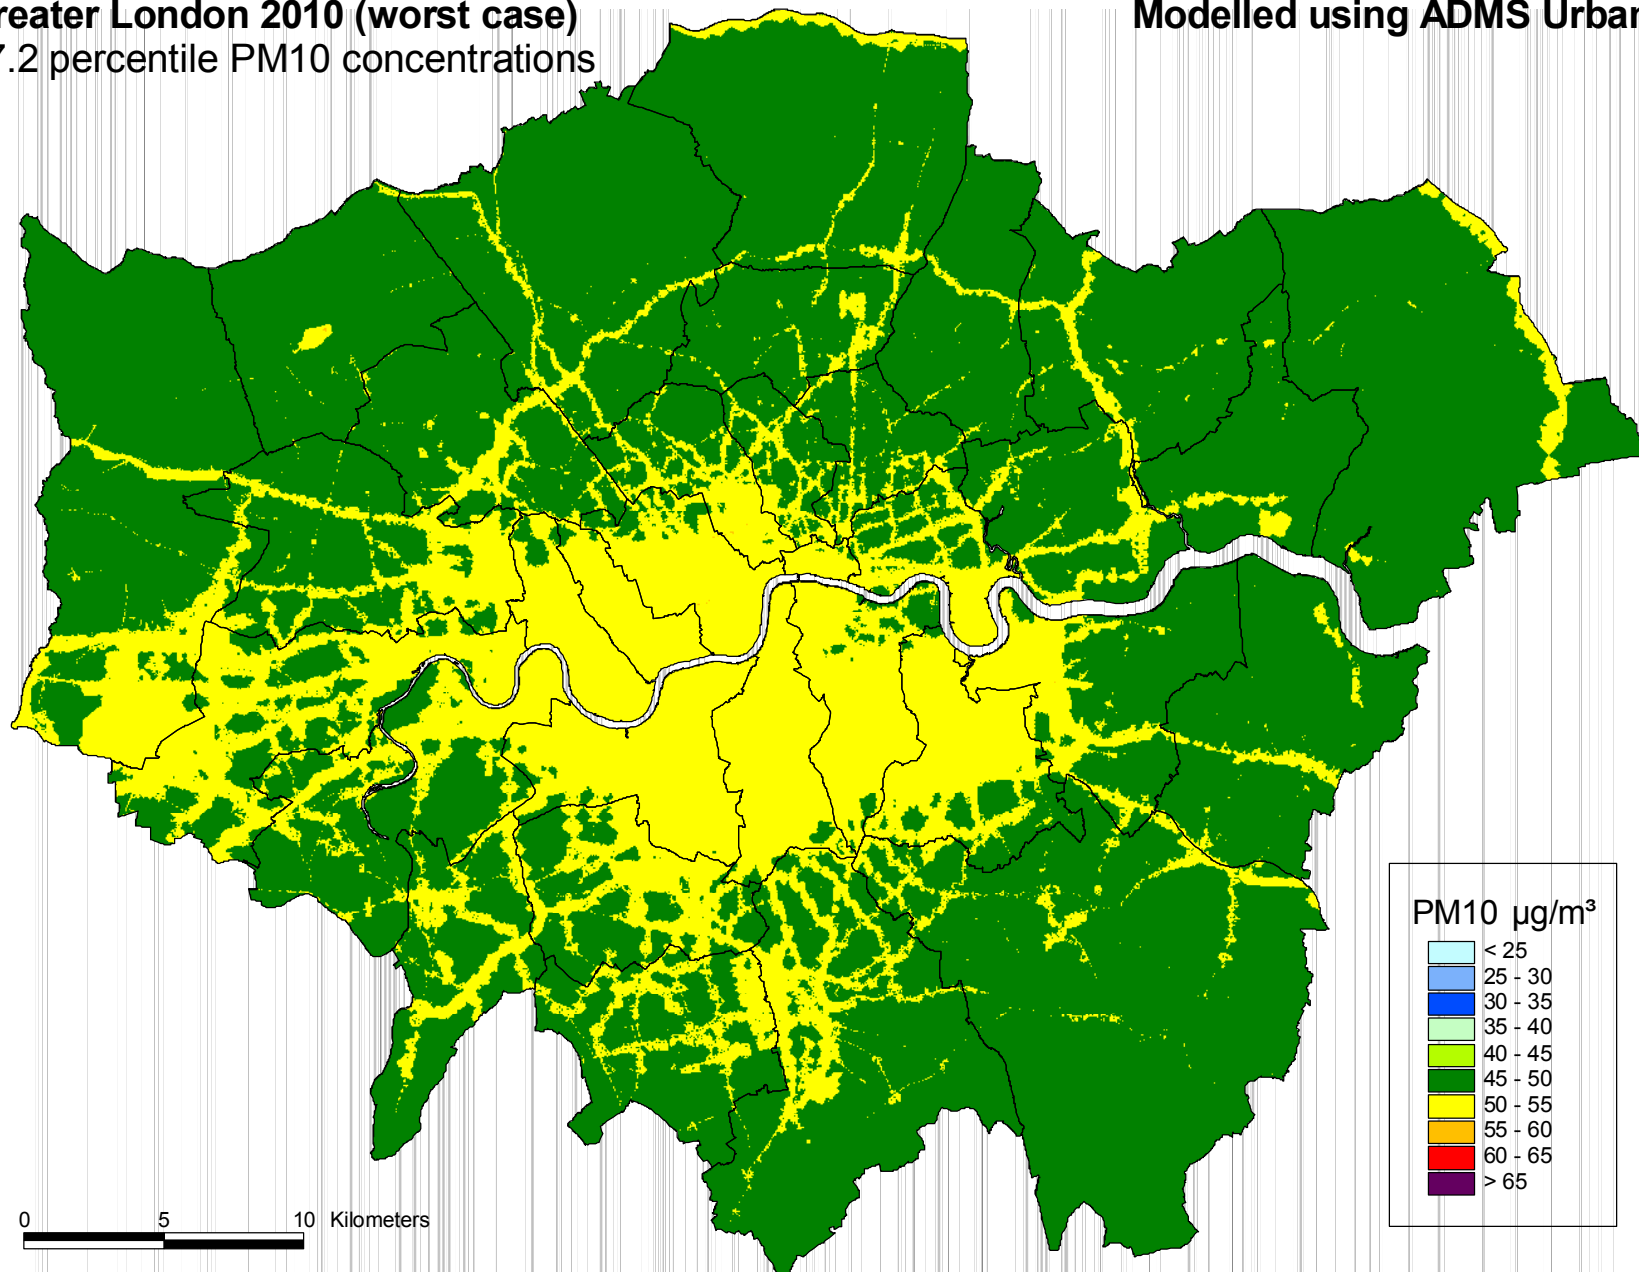 reater London 2010 (worst case)
7.2 percentile PM10 concentrations
Modelled using ADMS Urban
PM10 µg/m³
< 25
25 - 30
30 - 35
35 - 40
40 - 45
45 - 50
50 - 55
55 - 60
60 - 65
> 65
0 5 10 Kilometers